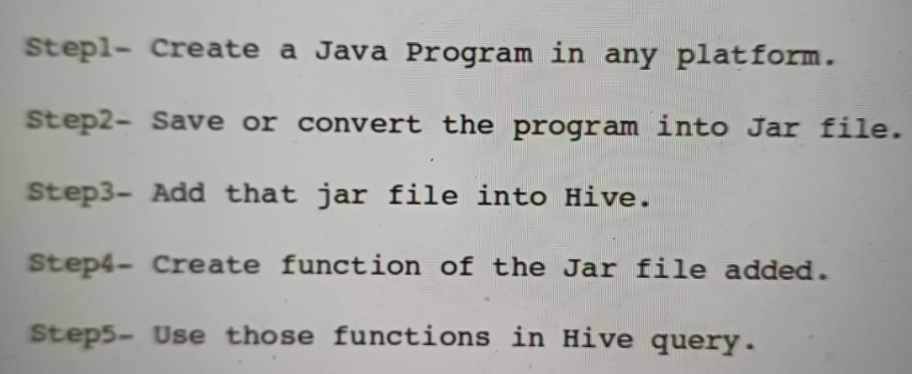 Step1- Create a Java Program in any platform.
Step2- Save or convert the program into Jar file.
Step3- Add that jar file into Hive.
Step4- Create function of the Jar file added.
Step5- Use those functions in Hive query.